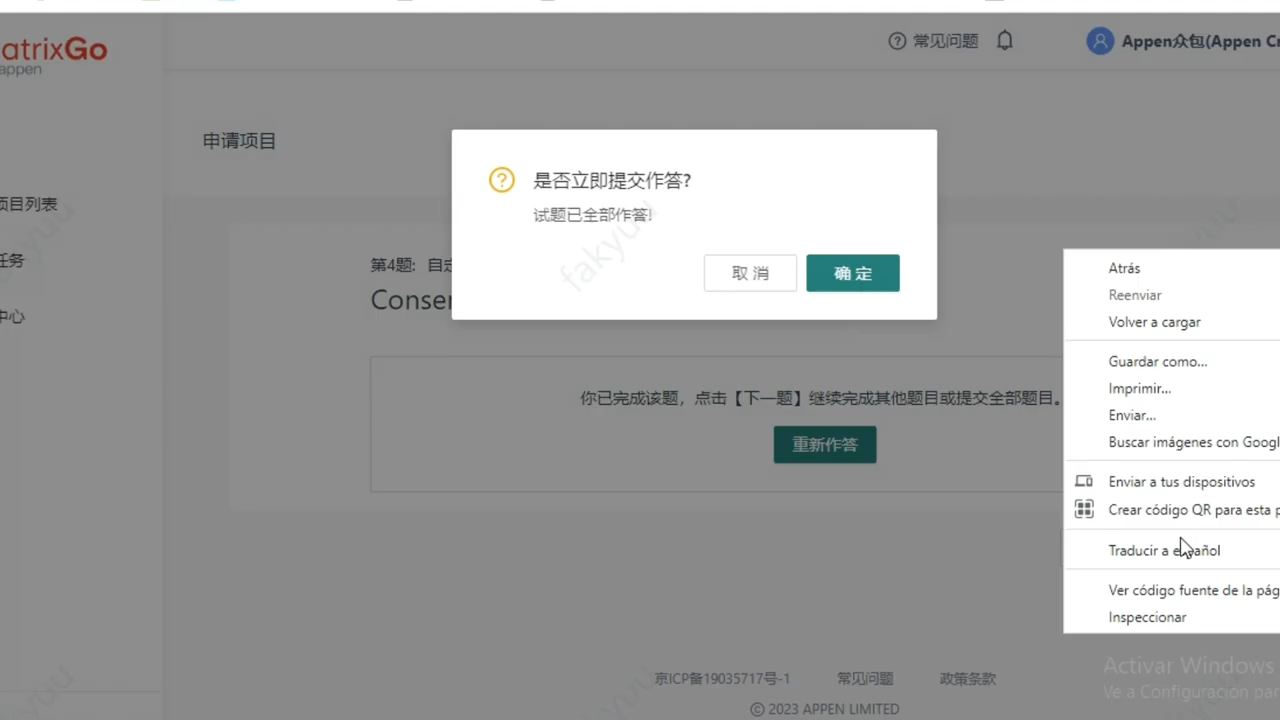 atrixGo
appen
常见问题
Appen众包(Appen Cr
申请项目
项目列表
任务
中心
是否立即提交作答?
试题已全部作答!
取 消
确 定
第4题: 自定
Conser
你已完成该题，点击【下一题】继续完成其他题目或提交全部题目。
重新作答
Atrás
Reenviar
Volver a cargar
Guardar como...
Imprimir...
Enviar...
Buscar imágenes con Googl
Enviar a tus dispositivos
Crear código QR para esta p
Traducir a español
Ver código fuente de la pág
Inspeccionar
Activar Windows
Ve a Configuración par
京ICP备19035717号-1
常见问题
政策条款
© 2023 APPEN LIMITED
fakyuu